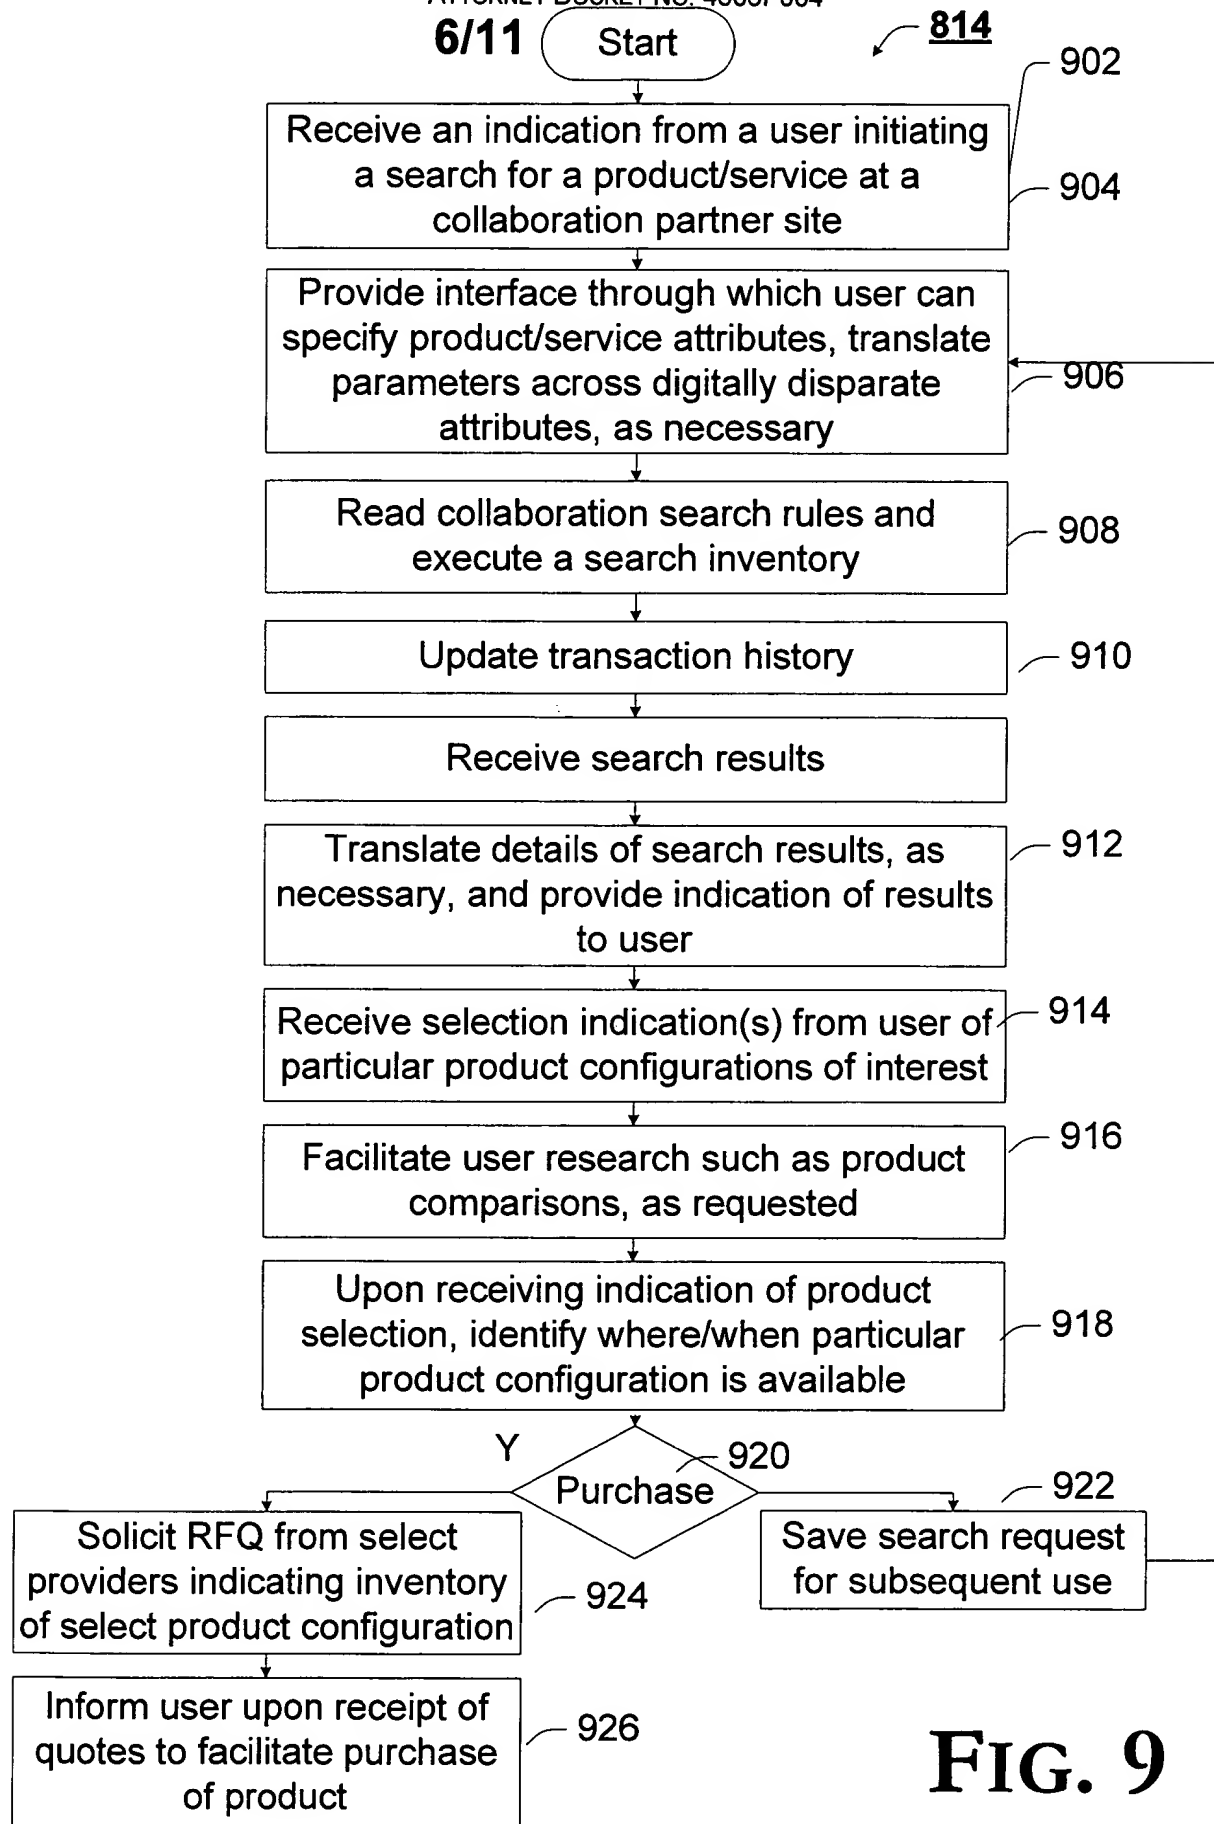 6/11
Start
814
902
Receive an indication from a user initiating
a search for a product/service at a
collaboration partner site
904
Provide interface through which user can
specify product/service attributes, translate
parameters across digitally disparate
attributes, as necessary
906
Read collaboration search rules and
execute a search inventory
908
Update transaction history
910
Receive search results
Translate details of search results, as
necessary, and provide indication of results
to user
912
Receive selection indication(s) from user of
particular product configurations of interest
914
Facilitate user research such as product
comparisons, as requested
916
Upon receiving indication of product
selection, identify where/when particular
product configuration is available
918
Y
Purchase
920
922
Solicit RFQ from select
providers indicating inventory
of select product configuration
924
Save search request
for subsequent use
Inform user upon receipt of
quotes to facilitate purchase
of product
926
FIG. 9